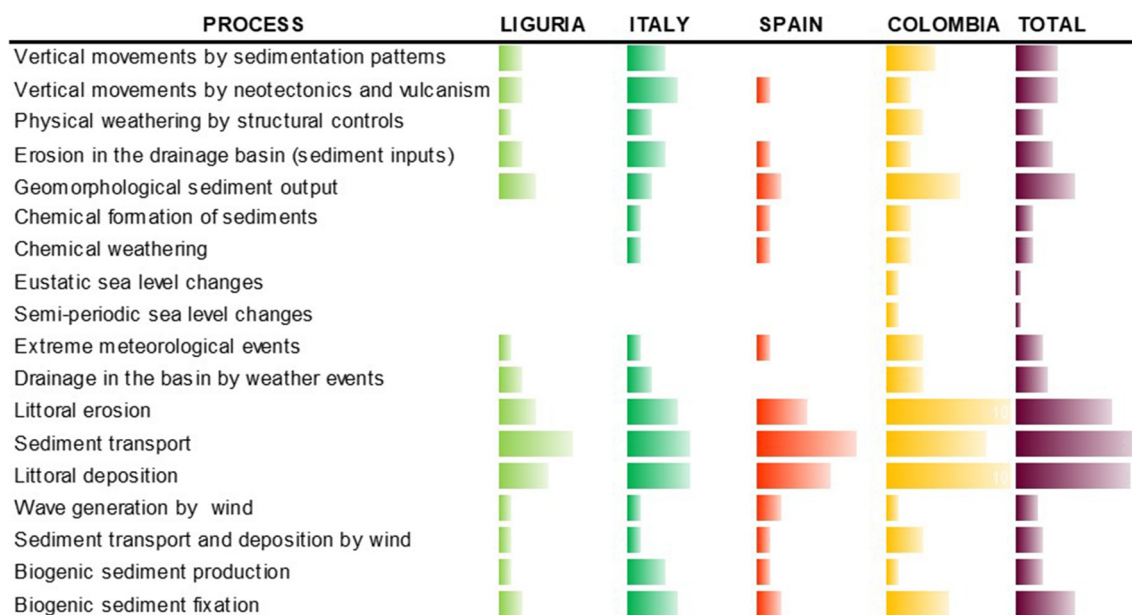 PROCESS LIGURIA ITALY SPAIN COLOMBIA TOTAL
Vertical movements by sedimentation patterns
Vertical movements by neotectonics and vulcanism
Physical weathering by structural controls
Erosion in the drainage basin (sediment inputs)
Geomorphological sediment output
Chemical formation of sediments
Chemical weathering
Eustatic sea level changes
Semi-periodic sea level changes
Extreme meteorological events
Drainage in the basin by weather events
Littoral erosion 10
Sediment transport
Littoral deposition 10
Wave generation by wind
Sediment transport and deposition by wind
Biogenic sediment production
Biogenic sediment fixation